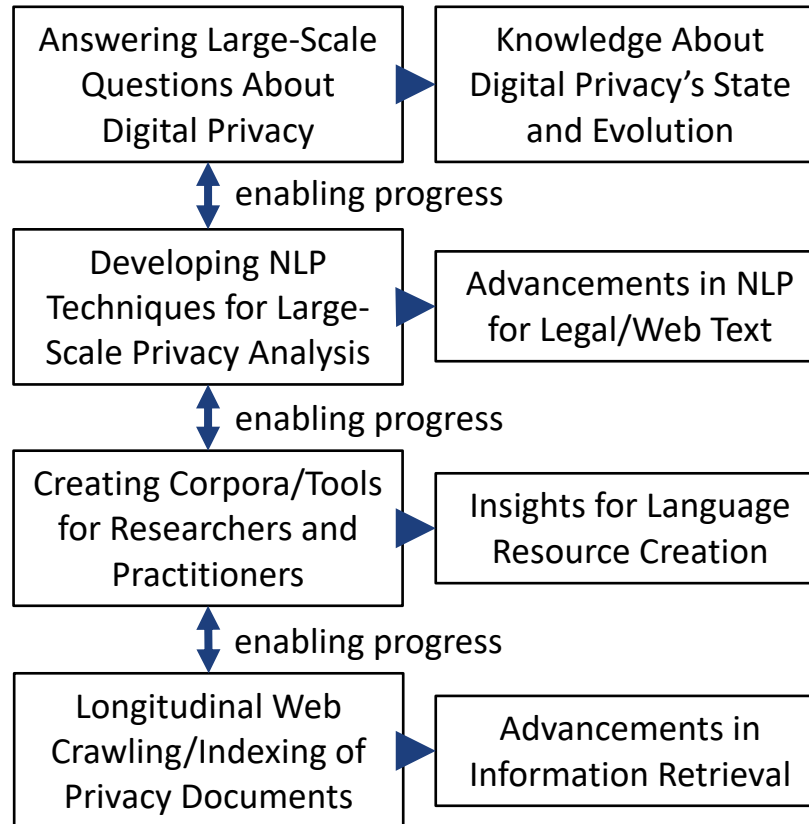 Answering Large-Scale
Questions About
Digital Privacy
Knowledge About
Digital Privacy’s State
and Evolution
enabling progress
Developing NLP
Techniques for Large-
Scale Privacy Analysis
Advancements in NLP
for Legal/Web Text
enabling progress
Creating Corpora/Tools
for Researchers and
Practitioners
Insights for Language
Resource Creation
enabling progress
Longitudinal Web
Crawling/Indexing of
Privacy Documents
Advancements in
Information Retrieval